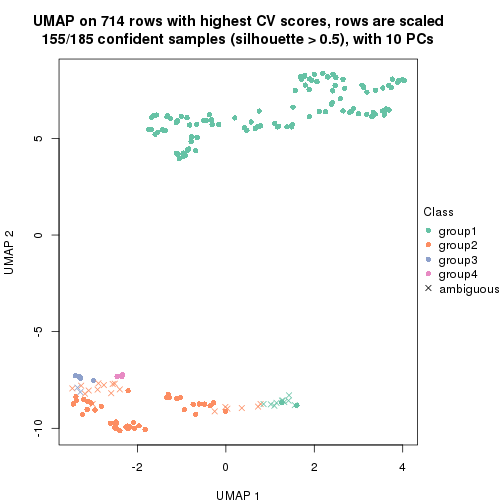 UMAP on 714 rows with highest CV scores, rows are scaled
155/185 confident samples (silhouette > 0.5), with 10 PCs
5
0
-5
-10
UMAP 2
-2
0
2
4
UMAP 1
Class
group1
group2
group3
group4
ambiguous